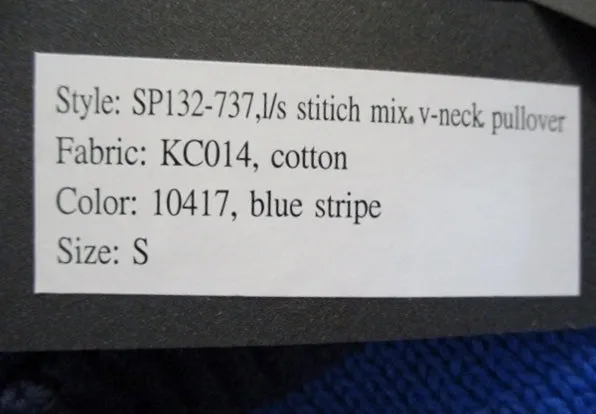 Style: SP132-737,l/s stitich mix. v-neck pullover
Fabric: KC014, cotton
Color: 10417, blue stripe
Size: S